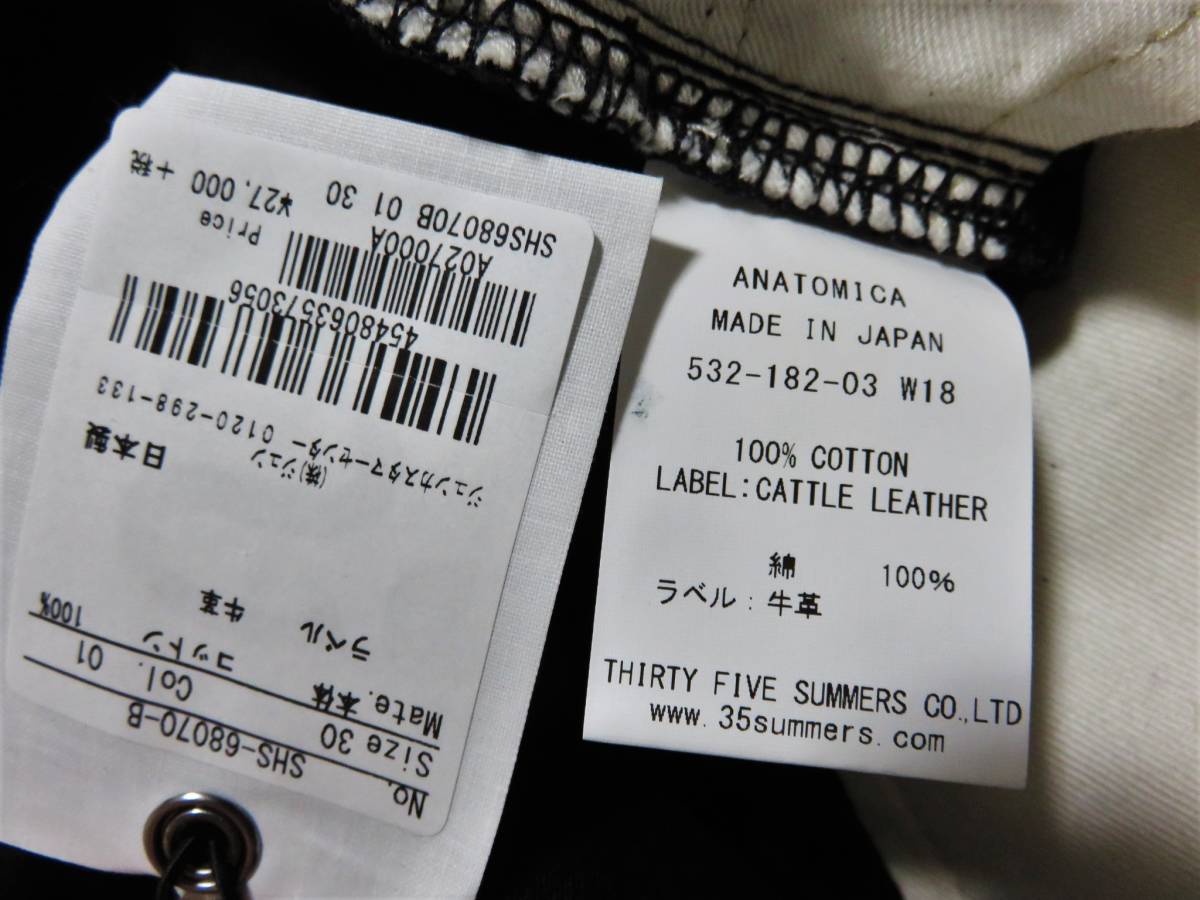 No. SHS-68070-B
Size 30 Col. 01
Mate. 本体 コットン 100%
ラベル 牛革
日本製
(株)ジュン
ジュンカスタマーセンター 0120-298-133
4548063573056
A027000A
SHS68070B 01 30
Price ¥27,000 +税
ANATOMICA
MADE IN JAPAN
532-182-03 W18
100% COTTON
LABEL:CATTLE LEATHER
綿 100%
ラベル:牛革
THIRTY FIVE SUMMERS CO.,LTD
www.35summers.com